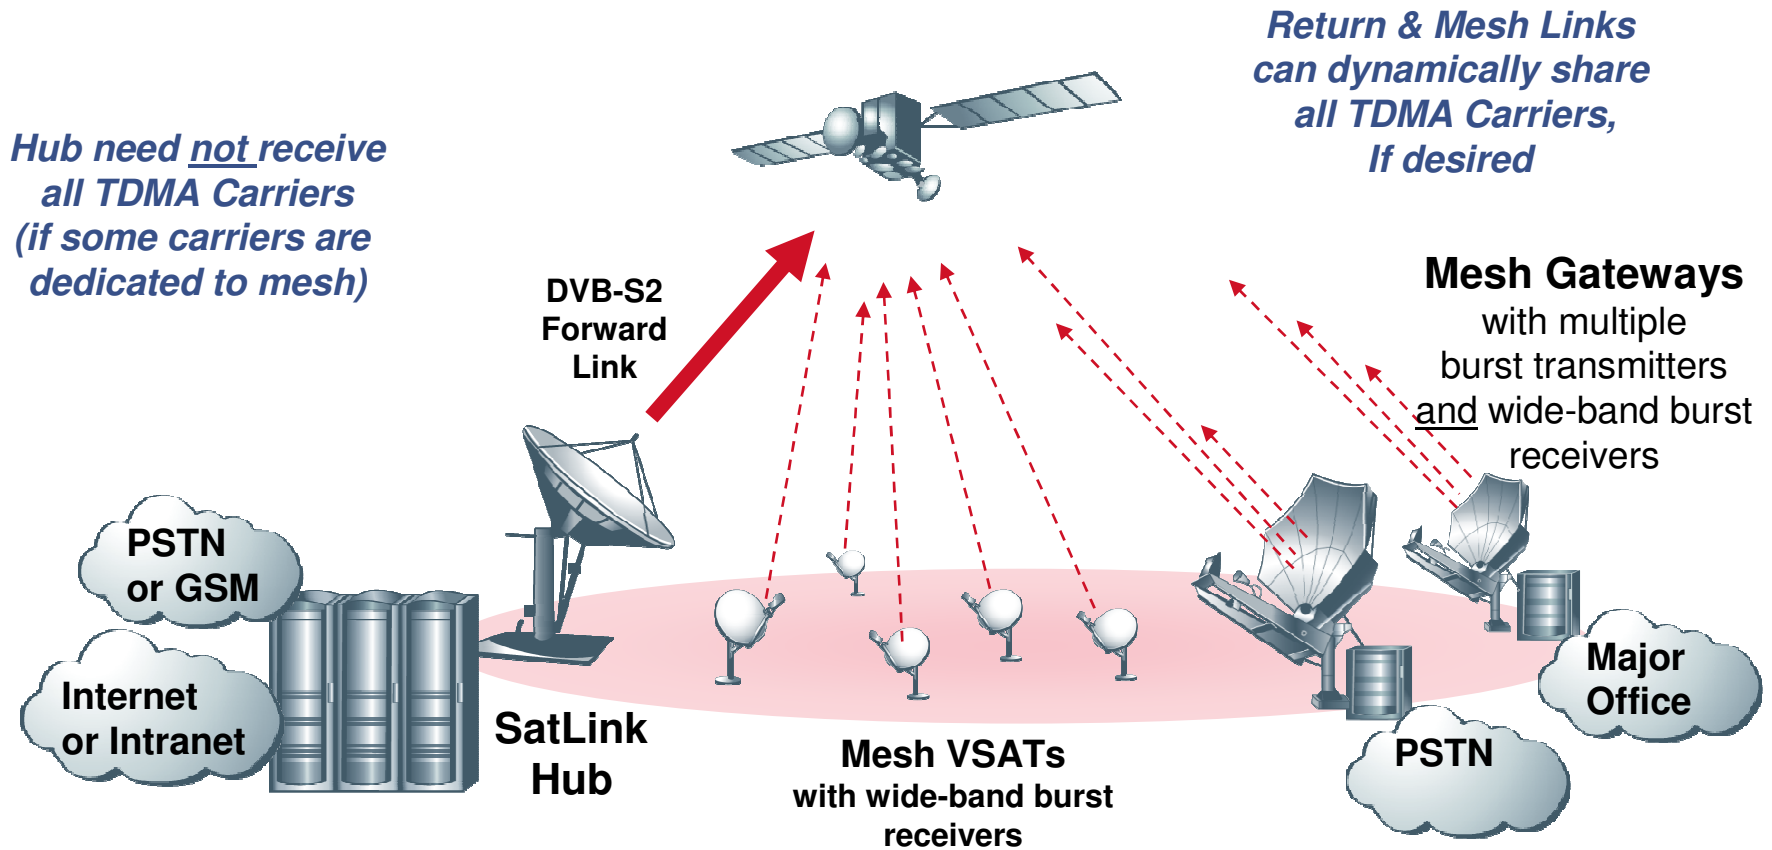 Return & Mesh Links
can dynamically share
all TDMA Carriers,
If desired
Hub need not receive
all TDMA Carriers
(if some carriers are
dedicated to mesh)
DVB-S2
Forward
Link
Mesh Gateways
with multiple
burst transmitters
and wide-band burst
receivers
PSTN
or GSM
Internet
or Intranet
SatLink
Hub
Mesh VSATs
with wide-band burst
receivers
Major
Office
PSTN